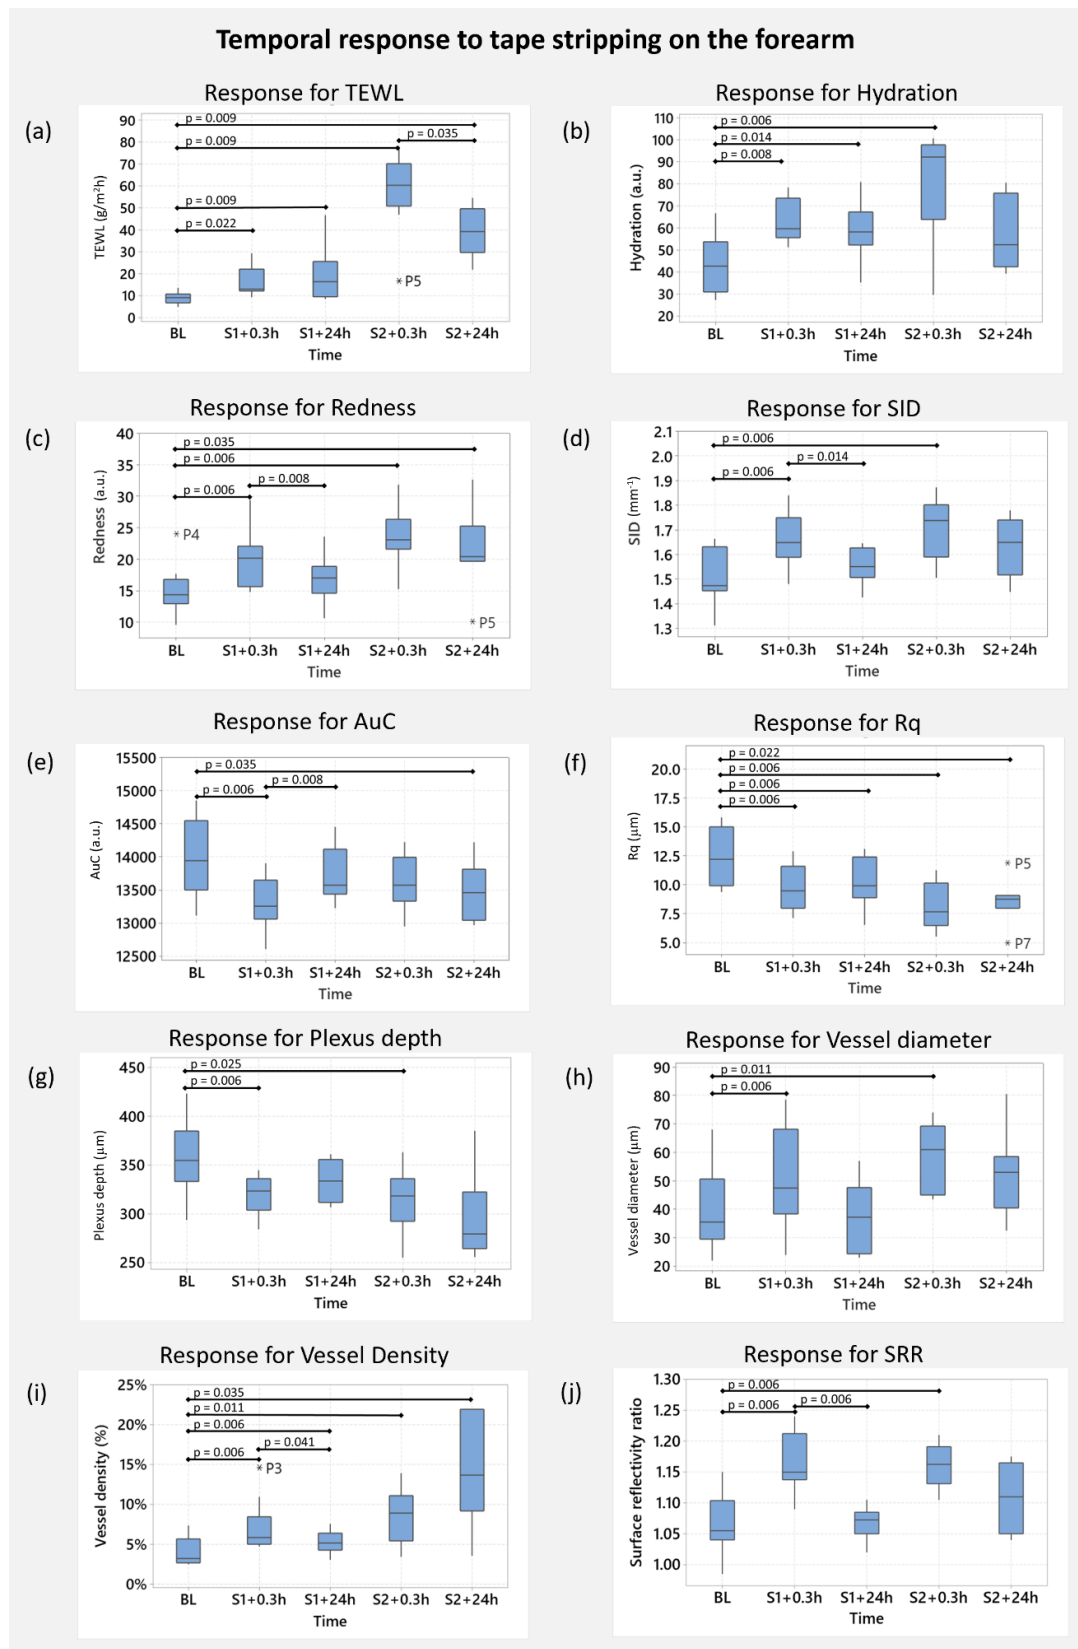 Temporal response to tape stripping on the forearm
Response for TEWL
(a)
TEWL (g/m²h)
90
80
70
60
50
40
30
20
10
0
p = 0.009
p = 0.009
p = 0.035
p = 0.009
p = 0.022
* P5
BL S1+0.3h S1+24h S2+0.3h S2+24h
Time
Response for Hydration
(b)
Hydration (a.u.)
110
100
90
80
70
60
50
40
30
20
p = 0.006
p = 0.014
p = 0.008
BL S1+0.3h S1+24h S2+0.3h S2+24h
Time
Response for Redness
(c)
Redness (a.u.)
40
35
30
25
20
15
10
p = 0.035
p = 0.006
p = 0.008
p = 0.006
* P4
* P5
BL S1+0.3h S1+24h S2+0.3h S2+24h
Time
Response for SID
(d)
SID (mm⁻¹)
2.1
2.0
1.9
1.8
1.7
1.6
1.5
1.4
1.3
p = 0.006
p = 0.014
p = 0.006
BL S1+0.3h S1+24h S2+0.3h S2+24h
Time
Response for AuC
(e)
AuC (a.u.)
15500
15000
14500
14000
13500
13000
12500
p = 0.035
p = 0.008
p = 0.006
BL S1+0.3h S1+24h S2+0.3h S2+24h
Time
Response for Rq
(f)
Rq (μm)
20.0
17.5
15.0
12.5
10.0
7.5
5.0
p = 0.022
p = 0.006
p = 0.006
p = 0.006
* P5
* P7
BL S1+0.3h S1+24h S2+0.3h S2+24h
Time
Response for Plexus depth
(g)
Plexus depth (μm)
450
400
350
300
250
p = 0.025
p = 0.006
BL S1+0.3h S1+24h S2+0.3h S2+24h
Time
Response for Vessel diameter
(h)
Vessel diameter (μm)
90
80
70
60
50
40
30
20
p = 0.011
p = 0.006
BL S1+0.3h S1+24h S2+0.3h S2+24h
Time
Response for Vessel Density
(i)
Vessel density (%)
25%
20%
15%
10%
5%
0%
p = 0.035
p = 0.011
p = 0.006
p = 0.041
p = 0.006
* P3
BL S1+0.3h S1+24h S2+0.3h S2+24h
Time
Response for SRR
(j)
Surface reflectivity ratio
1.30
1.25
1.20
1.15
1.10
1.05
1.00
p = 0.006
p = 0.006
p = 0.006
BL S1+0.3h S1+24h S2+0.3h S2+24h
Time